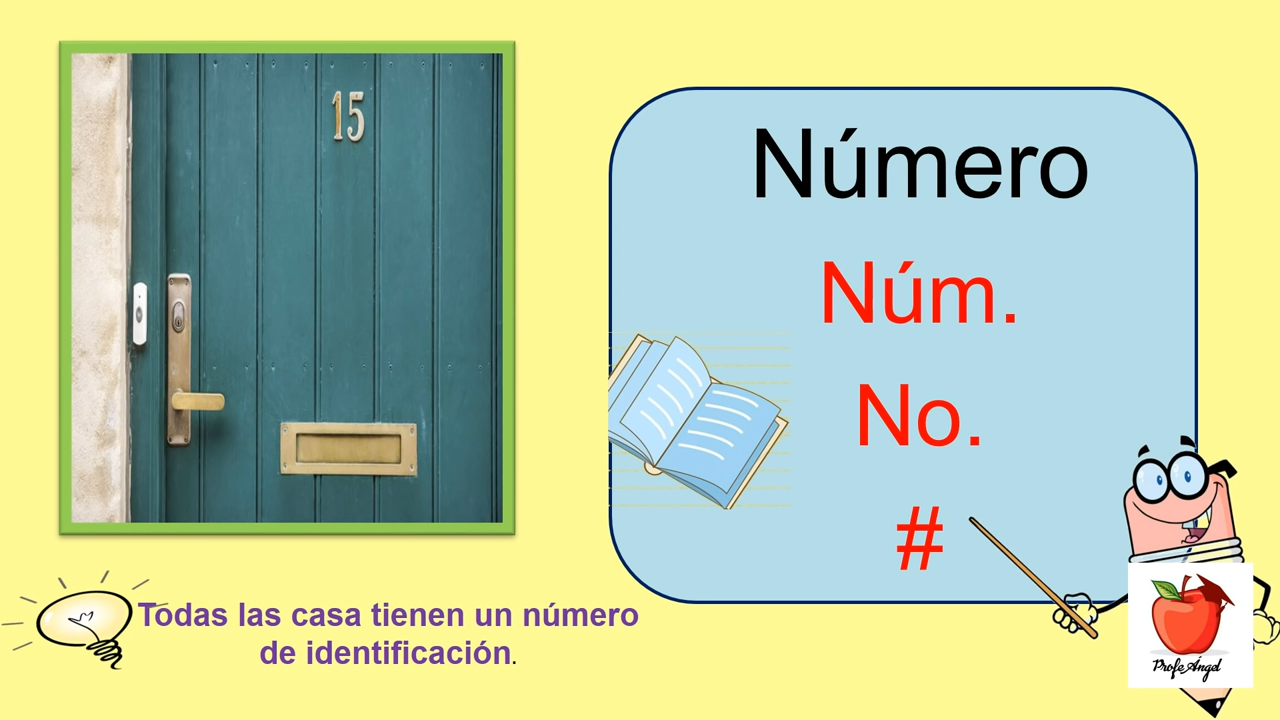 15
Número
Núm.
No.
#
Todas las casa tienen un número
de identificación.
Profe Ángel